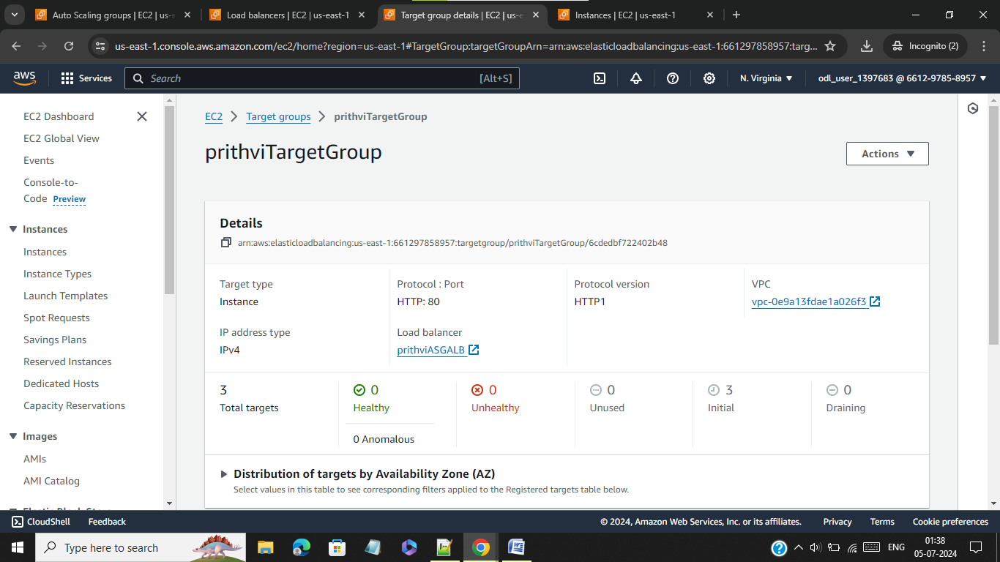 Auto Scaling groups | EC2 | us-e
Load balancers | EC2 | us-east-1
Target group details | EC2 | us-e
Instances | EC2 | us-east-1
us-east-1.console.aws.amazon.com/ec2/home?region=us-east-1#TargetGroup:targetGroupArn=arn:aws:elasticloadbalancing:us-east-1:661297858957:targ...
Incognito (2)
aws
Services
Search
[Alt+S]
N. Virginia
odl_user_1397683 @ 6612-9785-8957
EC2 Dashboard
EC2 Global View
Events
Console-to-
Code Preview
Instances
Instances
Instance Types
Launch Templates
Spot Requests
Savings Plans
Reserved Instances
Dedicated Hosts
Capacity Reservations
Images
AMIs
AMI Catalog
Elastic Block Store
EC2 > Target groups > prithviTargetGroup
prithviTargetGroup
Actions
Details
arn:aws:elasticloadbalancing:us-east-1:661297858957:targetgroup/prithviTargetGroup/6cdedbf722402b48
Target type
Instance
Protocol : Port
HTTP: 80
Protocol version
HTTP1
VPC
vpc-0e9a13fdae1a026f3
IP address type
IPv4
Load balancer
prithviASGALB
3
Total targets
0
Healthy
0 Anomalous
0
Unhealthy
0
Unused
3
Initial
0
Draining
Distribution of targets by Availability Zone (AZ)
Select values in this table to see corresponding filters applied to the Registered targets table below.
CloudShell
Feedback
© 2024, Amazon Web Services, Inc. or its affiliates.
Privacy
Terms
Cookie preferences
Type here to search
ENG
01:38
05-07-2024